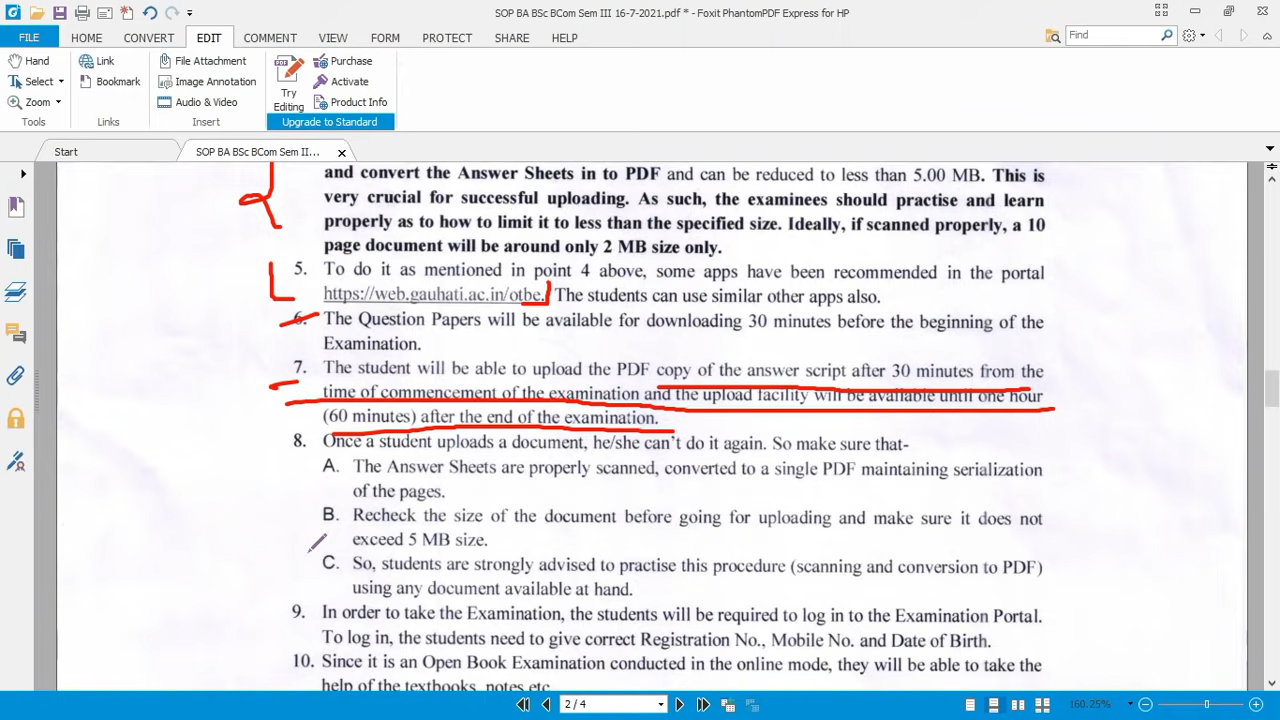 SOP BA BSc BCom Sem III 16-7-2021.pdf * - Foxit PhantomPDF Express for HP
FILE HOME CONVERT EDIT COMMENT VIEW FORM PROTECT SHARE HELP Find
Hand Link File Attachment Purchase
Select Bookmark Image Annotation Activate
Zoom Audio & Video Try Editing Product Info
Tools Links Insert Upgrade to Standard
Start SOP BA BSc BCom Sem II...
and convert the Answer Sheets in to PDF and can be reduced to less than 5.00 MB. This is
very crucial for successful uploading. As such, the examinees should practise and learn
properly as to how to limit it to less than the specified size. Ideally, if scanned properly, a 10
page document will be around only 2 MB size only.
5. To do it as mentioned in point 4 above, some apps have been recommended in the portal
https://web.gauhati.ac.in/otbe. The students can use similar other apps also.
6. The Question Papers will be available for downloading 30 minutes before the beginning of the
Examination.
7. The student will be able to upload the PDF copy of the answer script after 30 minutes from the
time of commencement of the examination and the upload facility will be available until one hour
(60 minutes) after the end of the examination.
8. Once a student uploads a document, he/she can't do it again. So make sure that-
A. The Answer Sheets are properly scanned, converted to a single PDF maintaining serialization
of the pages.
B. Recheck the size of the document before going for uploading and make sure it does not
exceed 5 MB size.
C. So, students are strongly advised to practise this procedure (scanning and conversion to PDF)
using any document available at hand.
9. In order to take the Examination, the students will be required to log in to the Examination Portal.
To log in, the students need to give correct Registration No., Mobile No. and Date of Birth.
10. Since it is an Open Book Examination conducted in the online mode, they will be able to take the
help of the textbooks, notes etc
2 / 4 160.25%